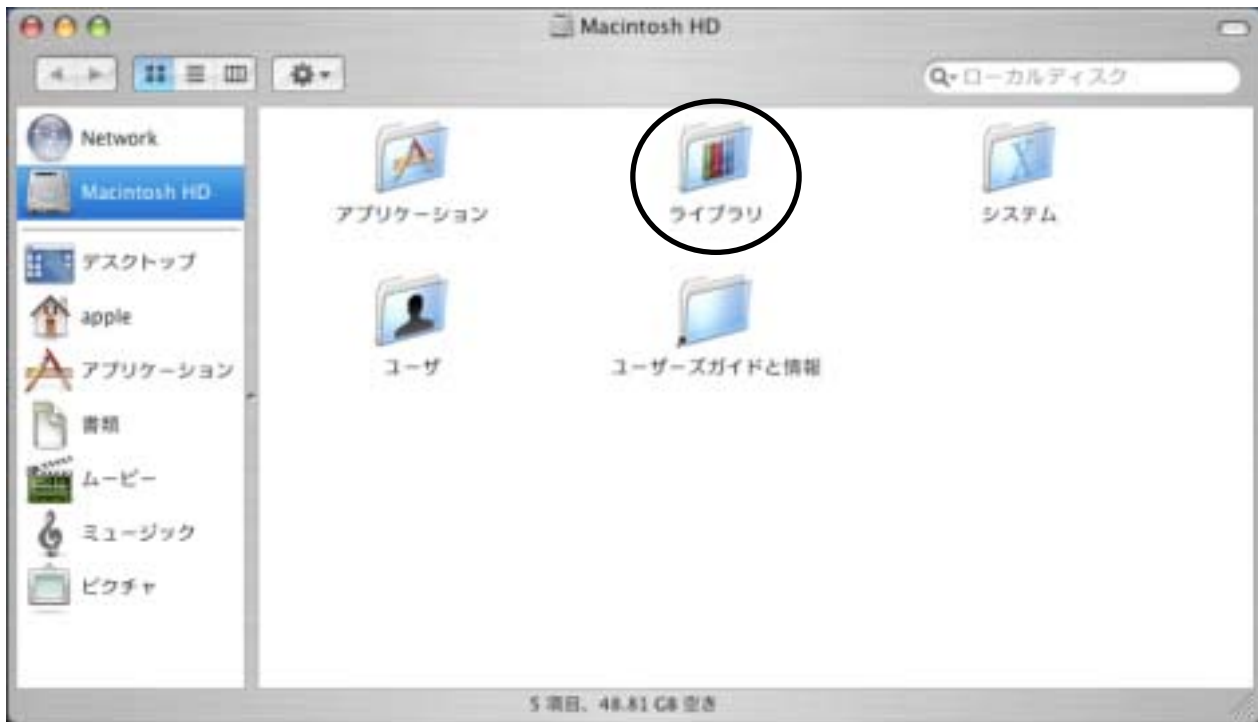 Macintosh HD
ローカルディスク
Network
Macintosh HD
デスクトップ
apple
アプリケーション
書類
ムービー
ミュージック
ピクチャ
アプリケーション
ライブラリ
システム
ユーザ
ユーザーズガイドと情報
5 項目、48.81 GB 空き